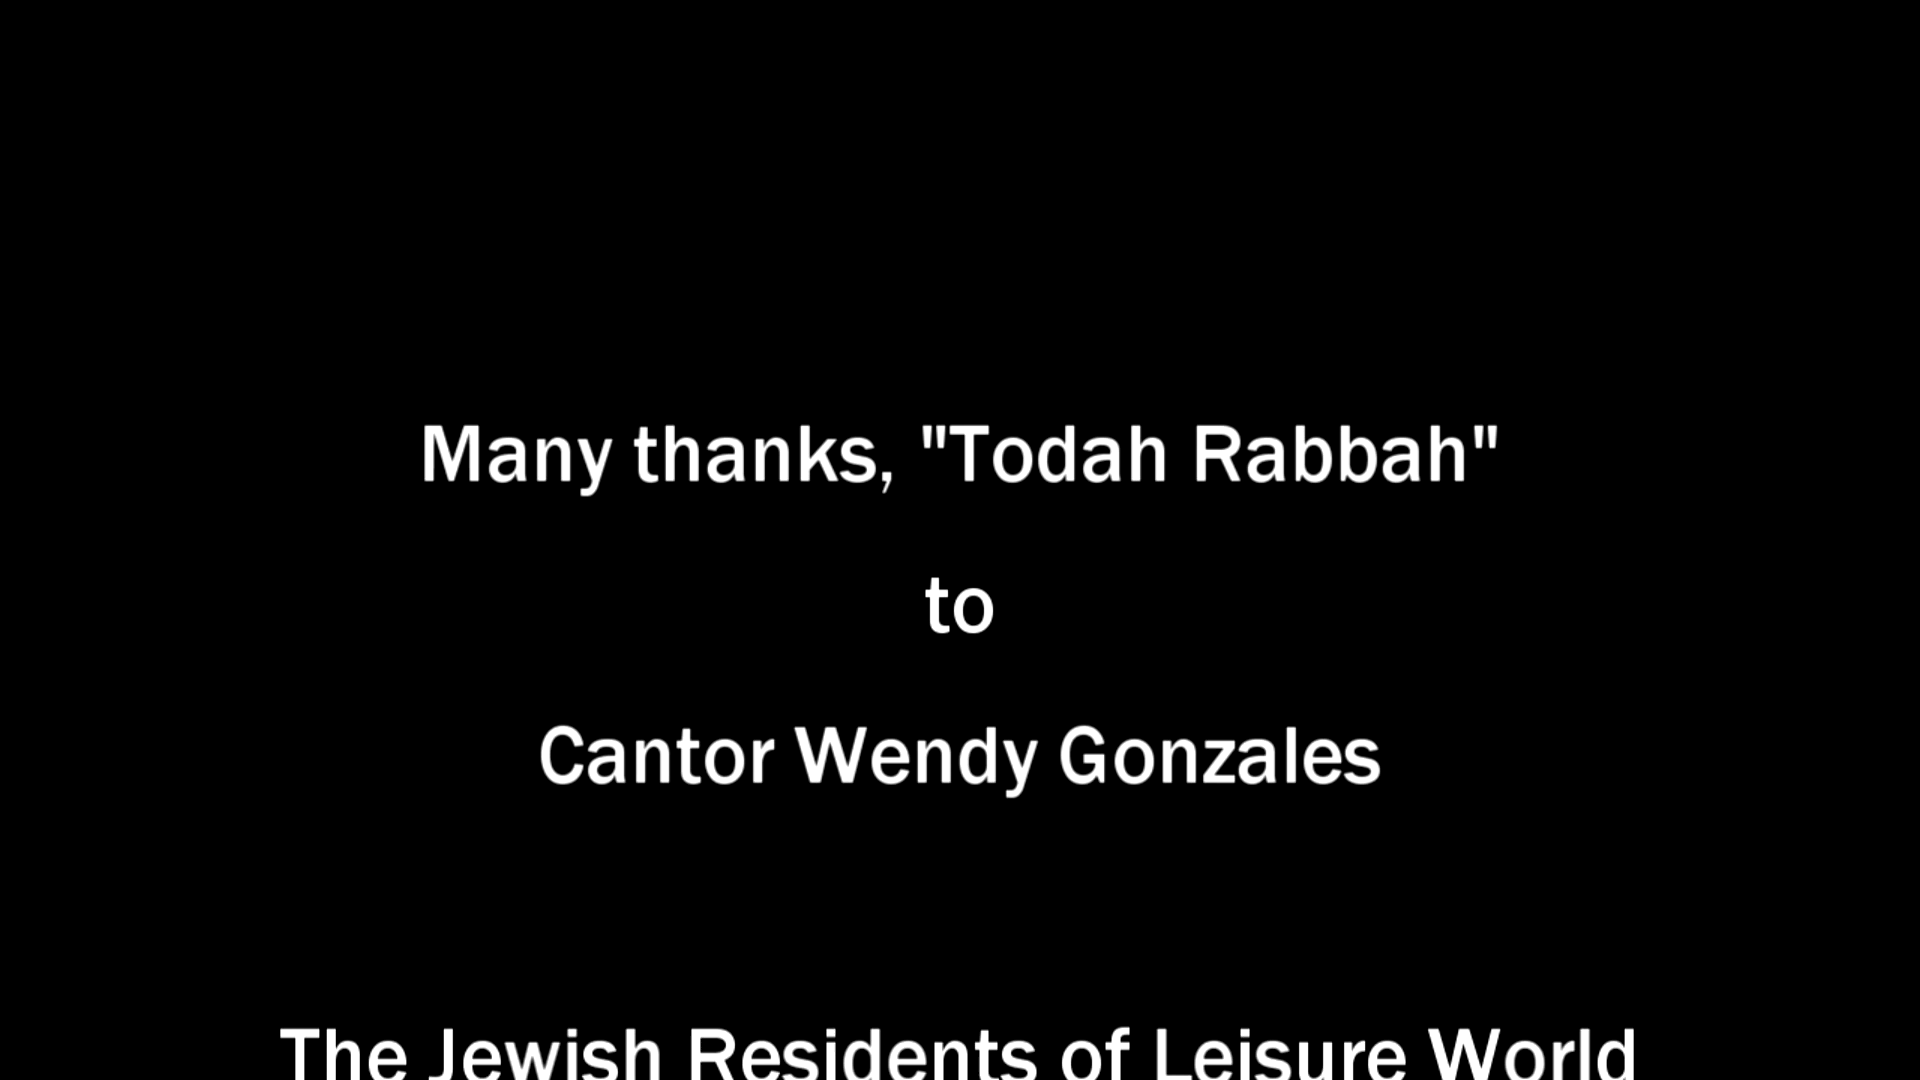 Many thanks, "Todah Rabbah"
to
Cantor Wendy Gonzales
The Jewish Residents of Leisure World